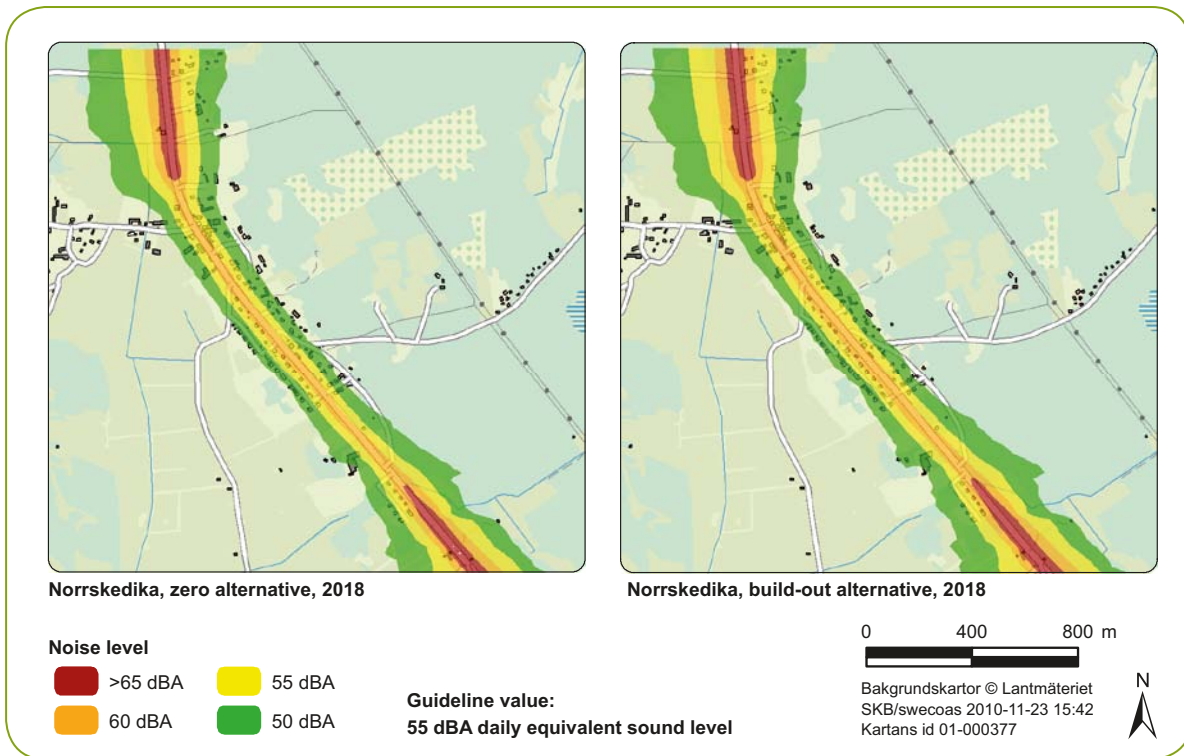 Norrskedika, zero alternative, 2018
Norrskedika, build-out alternative, 2018
Noise level
>65 dBA
55 dBA
60 dBA
50 dBA
Guideline value:
55 dBA daily equivalent sound level
0 400 800 m
Bakgrundskartor © Lantmäteriet
SKB/swecoas 2010-11-23 15:42
Kartans id 01-000377
N